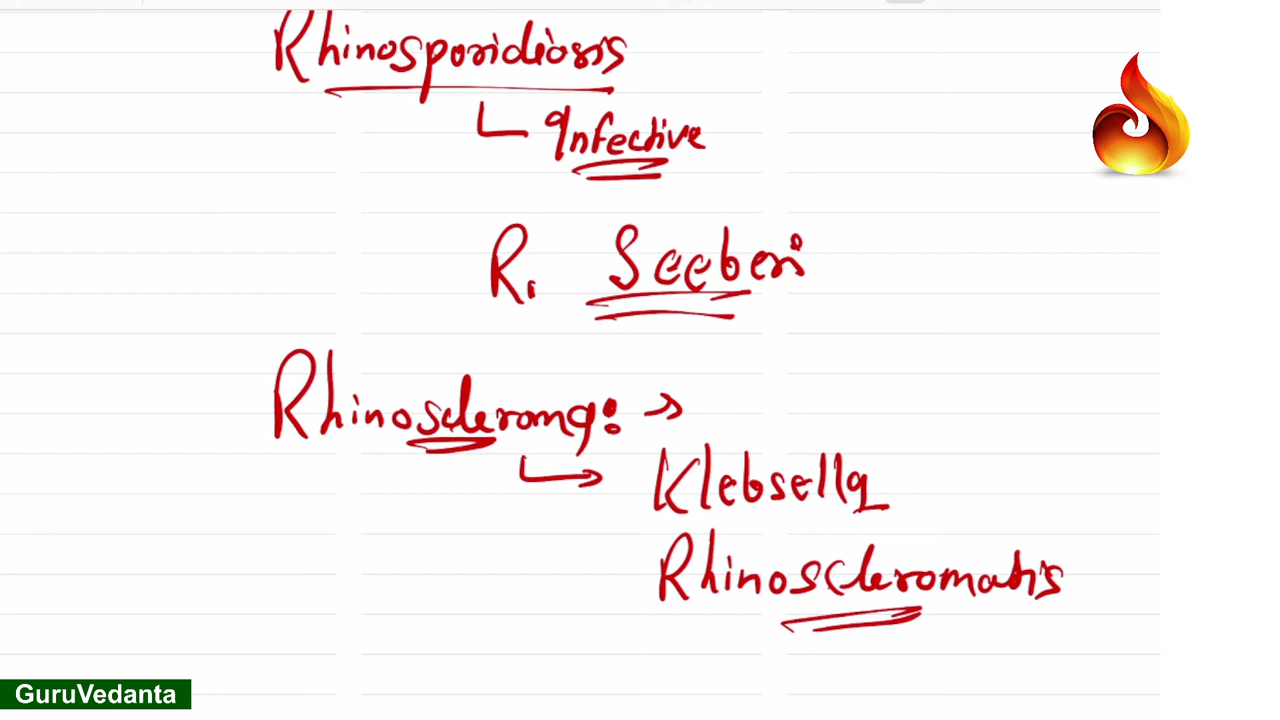 Rhinosporidiosis
Infective
R. Seeberi
Rhinoscleroma: →
Klebsella
Rhinoscleromatis
GuruVedanta